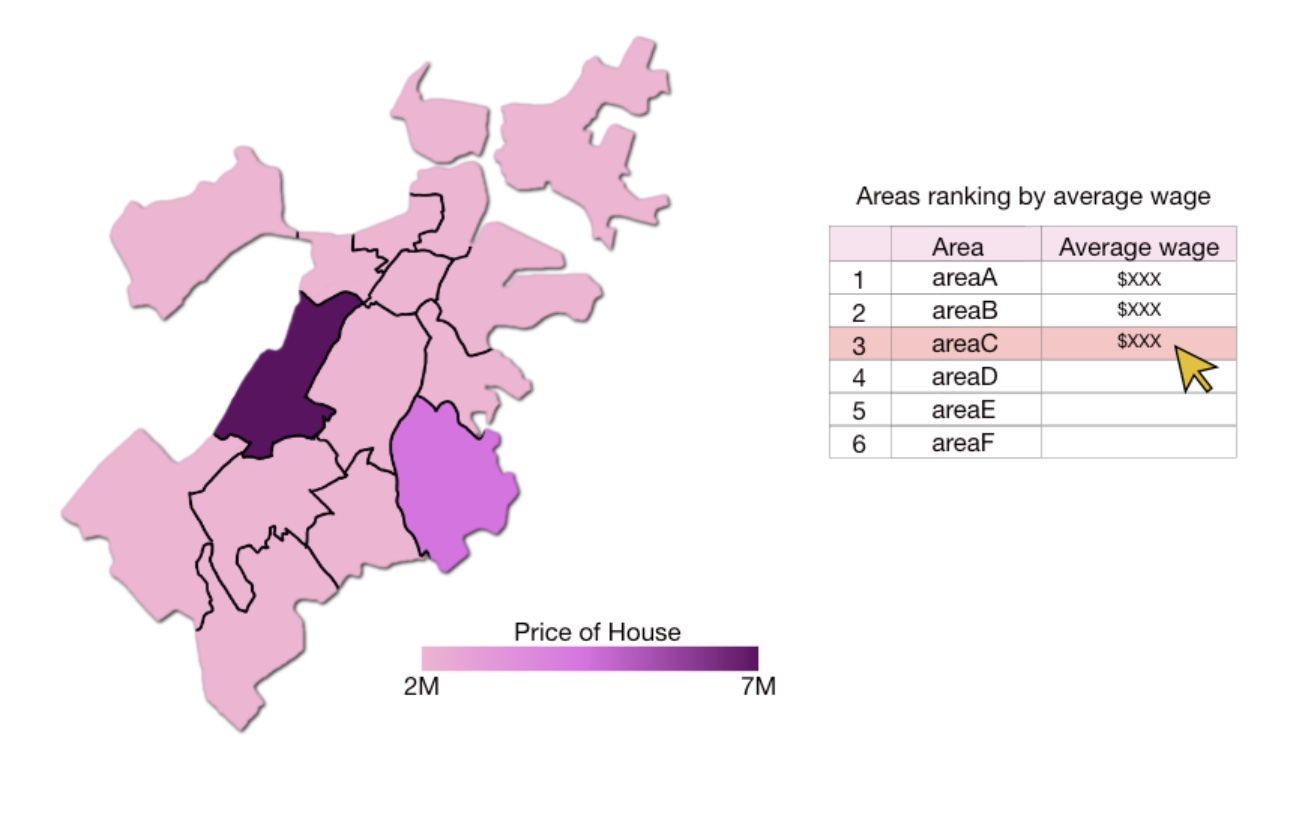 Areas ranking by average wage
Area Average wage
1 areaA $XXX
2 areaB $XXX
3 areaC $XXX
4 areaD
5 areaE
6 areaF
Price of House
2M 7M